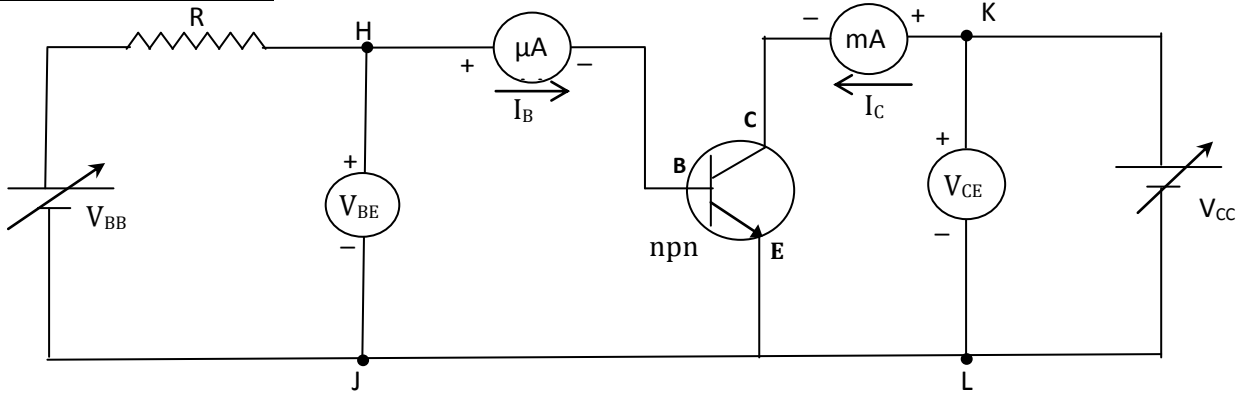 R
H
µA
+
−
I_B
−
mA
+
K
I_C
C
B
+
V_BE
−
V_BB
npn
E
+
V_CE
−
V_CC
J
L